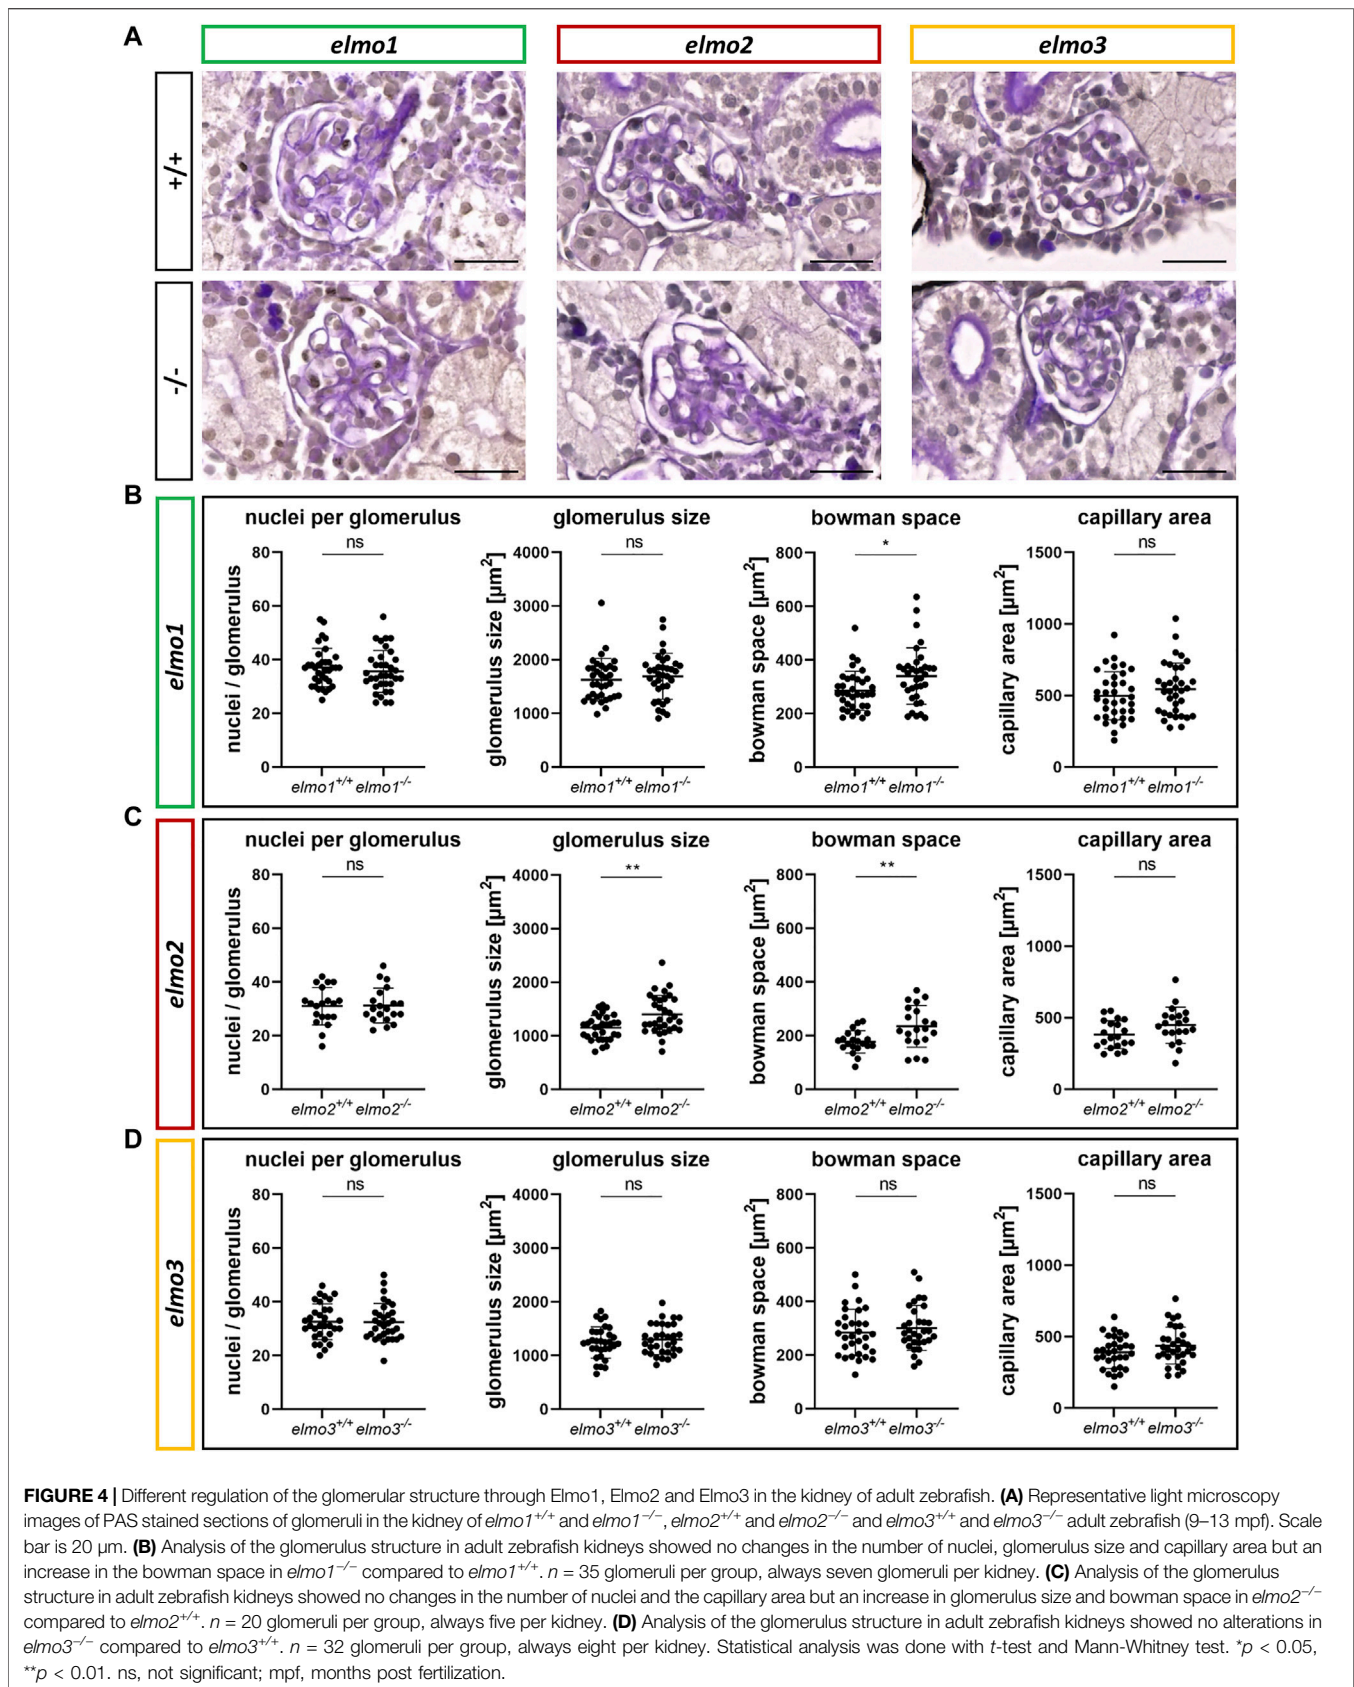 A
elmo1
elmo2
elmo3
+/+
-/-
B
elmo1
nuclei per glomerulus
glomerulus size
bowman space
capillary area
ns
ns
*
ns
nuclei / glomerulus
80
60
40
20
0
glomerulus size [µm²]
4000
3000
2000
1000
0
bowman space [µm²]
800
600
400
200
0
capillary area [µm²]
1500
1000
500
0
elmo1+/+ elmo1-/-
elmo1+/+ elmo1-/-
elmo1+/+ elmo1-/-
elmo1+/+ elmo1-/-
C
elmo2
nuclei per glomerulus
glomerulus size
bowman space
capillary area
ns
**
**
ns
nuclei / glomerulus
80
60
40
20
0
glomerulus size [µm²]
4000
3000
2000
1000
0
bowman space [µm²]
800
600
400
200
0
capillary area [µm²]
1500
1000
500
0
elmo2+/+ elmo2-/-
elmo2+/+ elmo2-/-
elmo2+/+ elmo2-/-
elmo2+/+ elmo2-/-
D
elmo3
nuclei per glomerulus
glomerulus size
bowman space
capillary area
ns
ns
ns
ns
nuclei / glomerulus
80
60
40
20
0
glomerulus size [µm²]
4000
3000
2000
1000
0
bowman space [µm²]
800
600
400
200
0
capillary area [µm²]
1500
1000
500
0
elmo3+/+ elmo3-/-
elmo3+/+ elmo3-/-
elmo3+/+ elmo3-/-
elmo3+/+ elmo3-/-
FIGURE 4 | Different regulation of the glomerular structure through Elmo1, Elmo2 and Elmo3 in the kidney of adult zebrafish. (A) Representative light microscopy
images of PAS stained sections of glomeruli in the kidney of elmo1+/+ and elmo1−/−, elmo2+/+ and elmo2−/− and elmo3+/+ and elmo3−/− adult zebrafish (9–13 mpf). Scale
bar is 20 µm. (B) Analysis of the glomerulus structure in adult zebrafish kidneys showed no changes in the number of nuclei, glomerulus size and capillary area but an
increase in the bowman space in elmo1−/− compared to elmo1+/+. n = 35 glomeruli per group, always seven glomeruli per kidney. (C) Analysis of the glomerulus
structure in adult zebrafish kidneys showed no changes in the number of nuclei and the capillary area but an increase in glomerulus size and bowman space in elmo2−/−
compared to elmo2+/+. n = 20 glomeruli per group, always five per kidney. (D) Analysis of the glomerulus structure in adult zebrafish kidneys showed no alterations in
elmo3−/− compared to elmo3+/+. n = 32 glomeruli per group, always eight per kidney. Statistical analysis was done with t-test and Mann-Whitney test. *p < 0.05,
**p < 0.01. ns, not significant; mpf, months post fertilization.